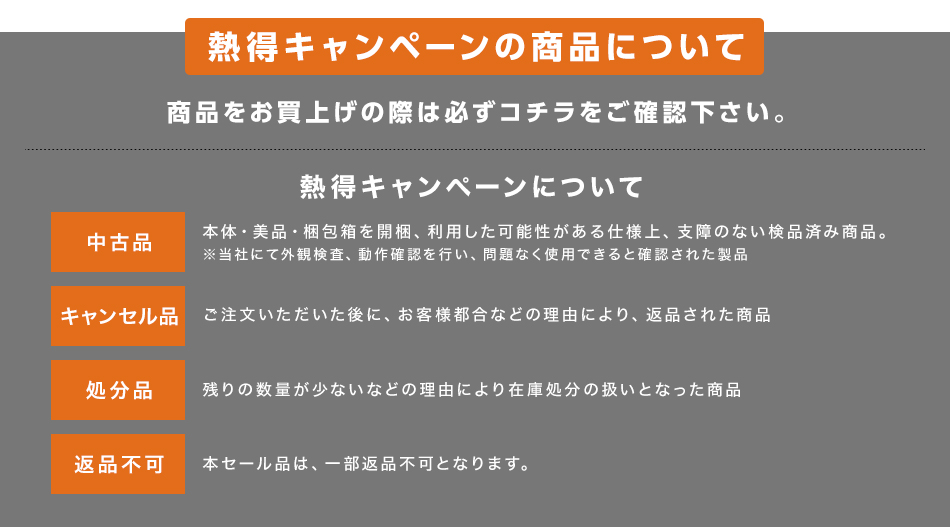 熱得キャンペーンの商品について
商品をお買上げの際は必ずコチラをご確認下さい。
熱得キャンペーンについて
中古品
本体・美品・梱包箱を開梱、利用した可能性がある仕様上、支障のない検品済み商品。
※当社にて外観検査、動作確認を行い、問題なく使用できると確認された製品
キャンセル品
ご注文いただいた後に、お客様都合などの理由により、返品された商品
処分品
残りの数量が少ないなどの理由により在庫処分の扱いとなった商品
返品不可
本セール品は、一部返品不可となります。